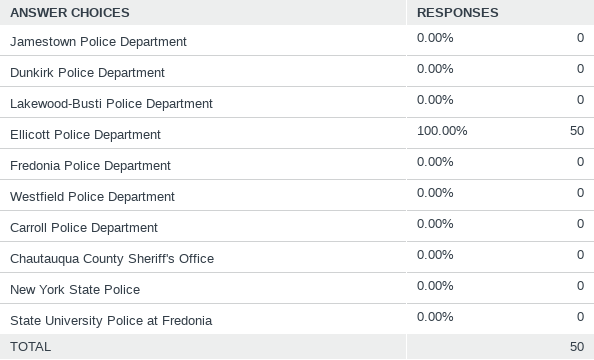 ANSWER CHOICES RESPONSES
Jamestown Police Department 0.00% 0
Dunkirk Police Department 0.00% 0
Lakewood-Busti Police Department 0.00% 0
Ellicott Police Department 100.00% 50
Fredonia Police Department 0.00% 0
Westfield Police Department 0.00% 0
Carroll Police Department 0.00% 0
Chautauqua County Sheriff's Office 0.00% 0
New York State Police 0.00% 0
State University Police at Fredonia 0.00% 0
TOTAL 50